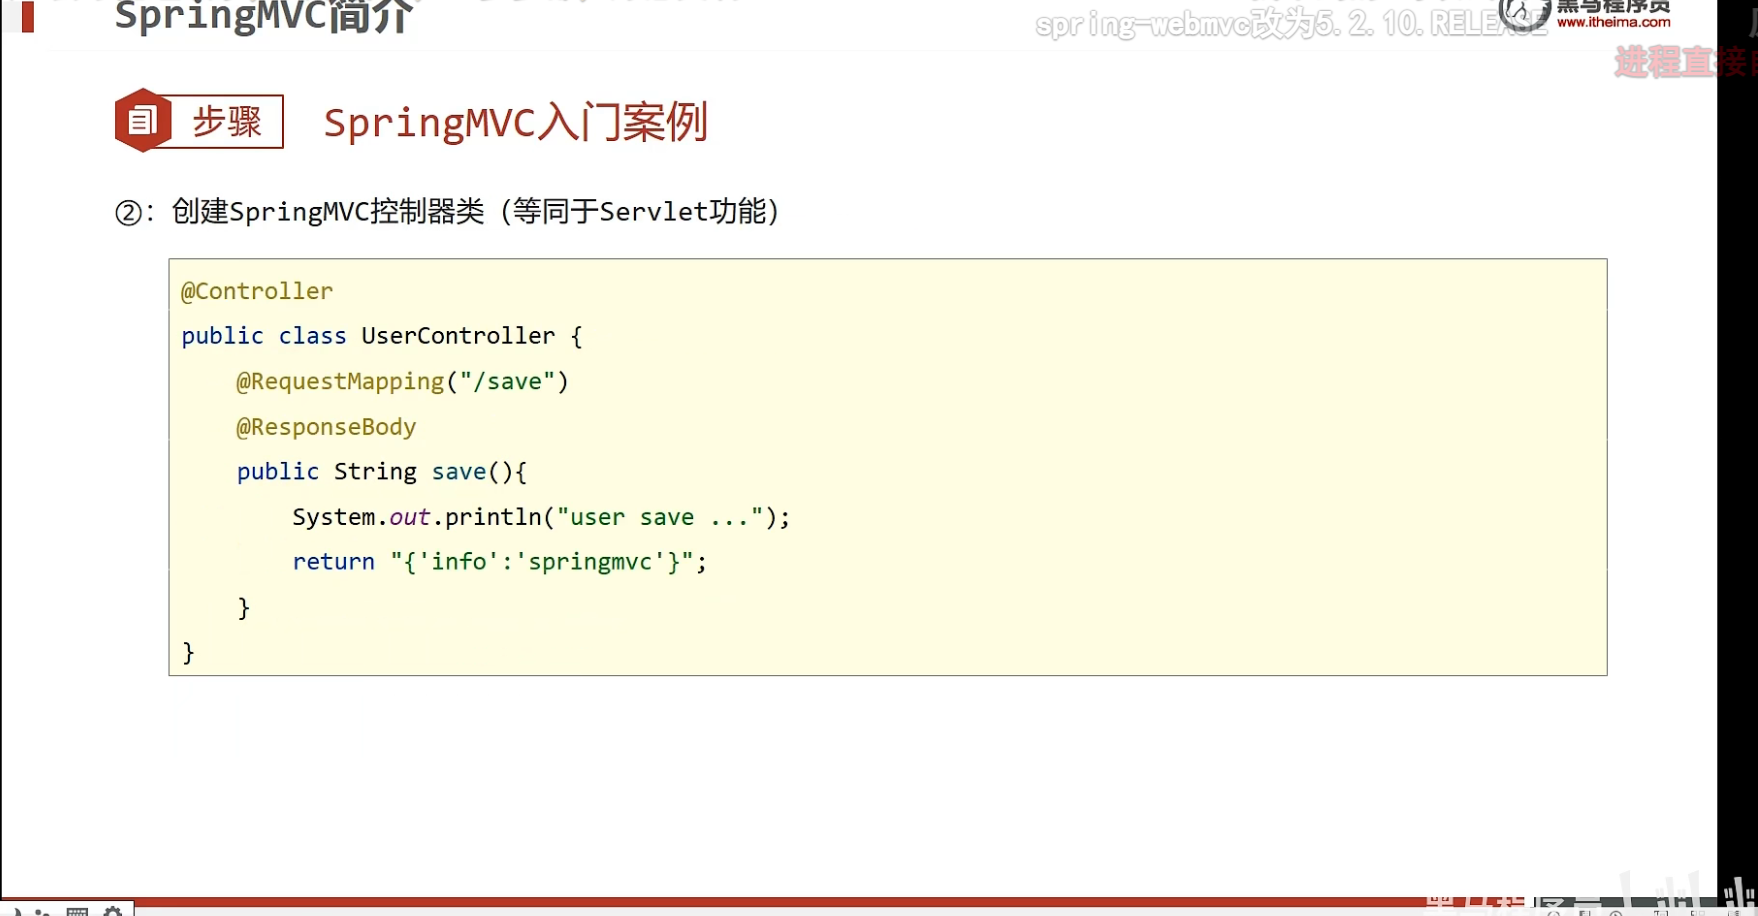 SpringMVC简介
spring-webmvc改为5.2.10.RELEASE
黑马程序员
www.itheima.com
进程直接
步骤
SpringMVC入门案例
②：创建SpringMVC控制器类（等同于Servlet功能）
@Controller
public class UserController {
@RequestMapping("/save")
@ResponseBody
public String save(){
System.out.println("user save ...");
return "{'info':'springmvc'}";
}
}